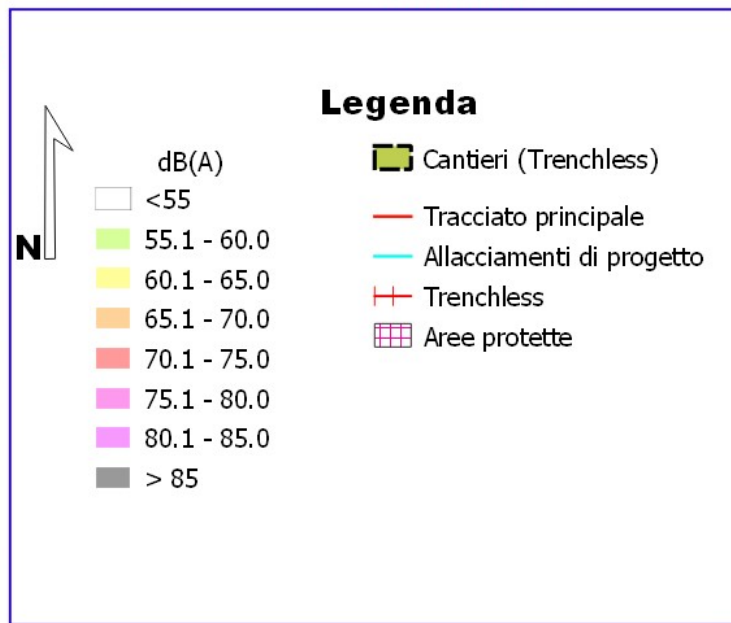 Legenda
N
dB(A)
<55
55.1 - 60.0
60.1 - 65.0
65.1 - 70.0
70.1 - 75.0
75.1 - 80.0
80.1 - 85.0
> 85
Cantieri (Trenchless)
Tracciato principale
Allacciamenti di progetto
Trenchless
Aree protette